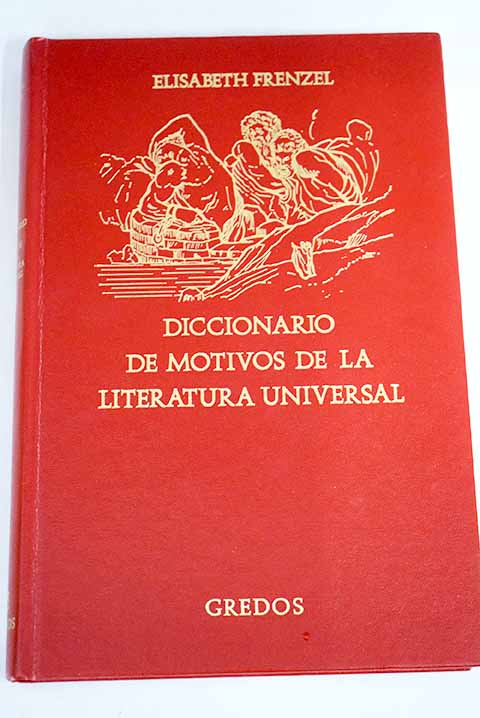 ELISABETH FRENZEL
DICCIONARIO
DE MOTIVOS DE LA
LITERATURA UNIVERSAL
GREDOS